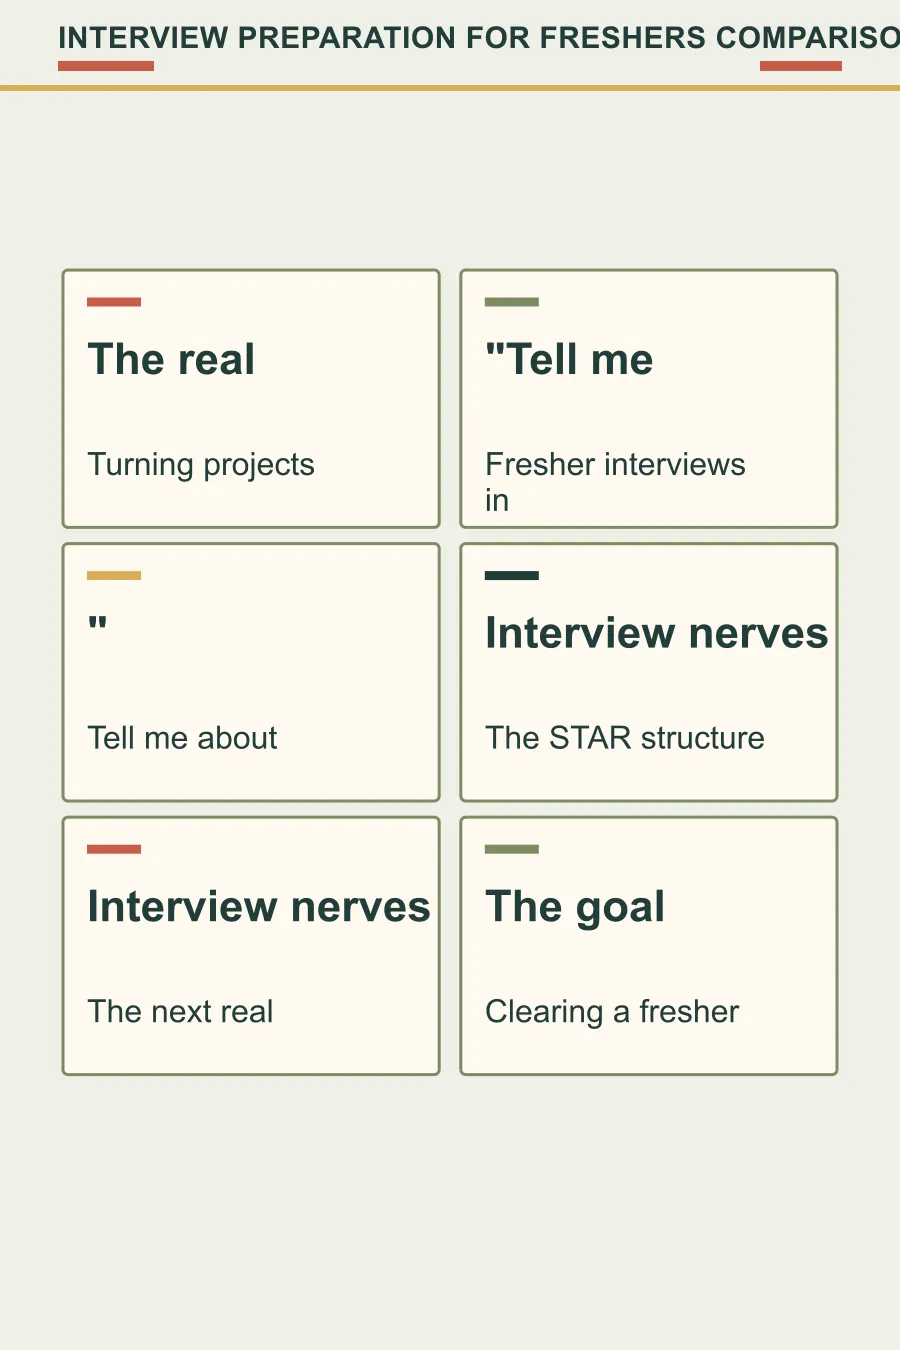 INTERVIEW PREPARATION FOR FRESHERS COMPARISO
The real
Turning projects
"Tell me
Fresher interviews
in
"
Tell me about
Interview nerves
The STAR structure
Interview nerves
The next real
The goal
Clearing a fresher